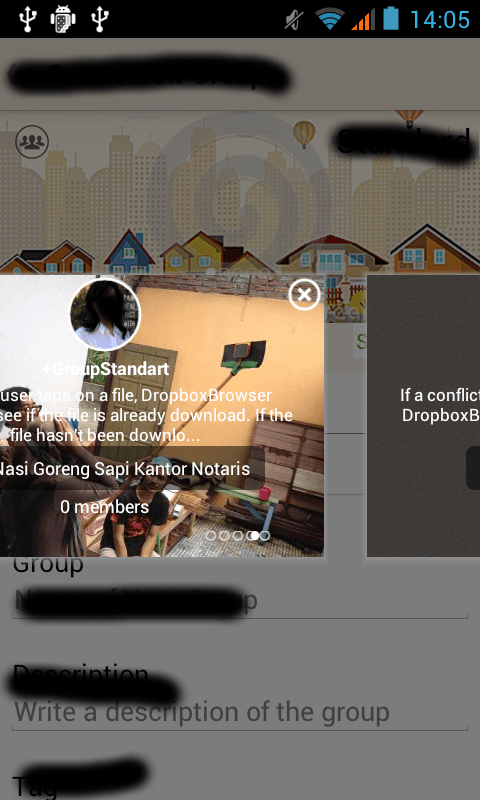 14:05
+GroupStandart
user taps on a file, DropboxBrowser
see if the file is already download. If the
file hasn't been downlo...
Nasi Goreng Sapi Kantor Notaris
0 members
If a conflict
DropboxB
S
Group
Description
Write a description of the group
Tag